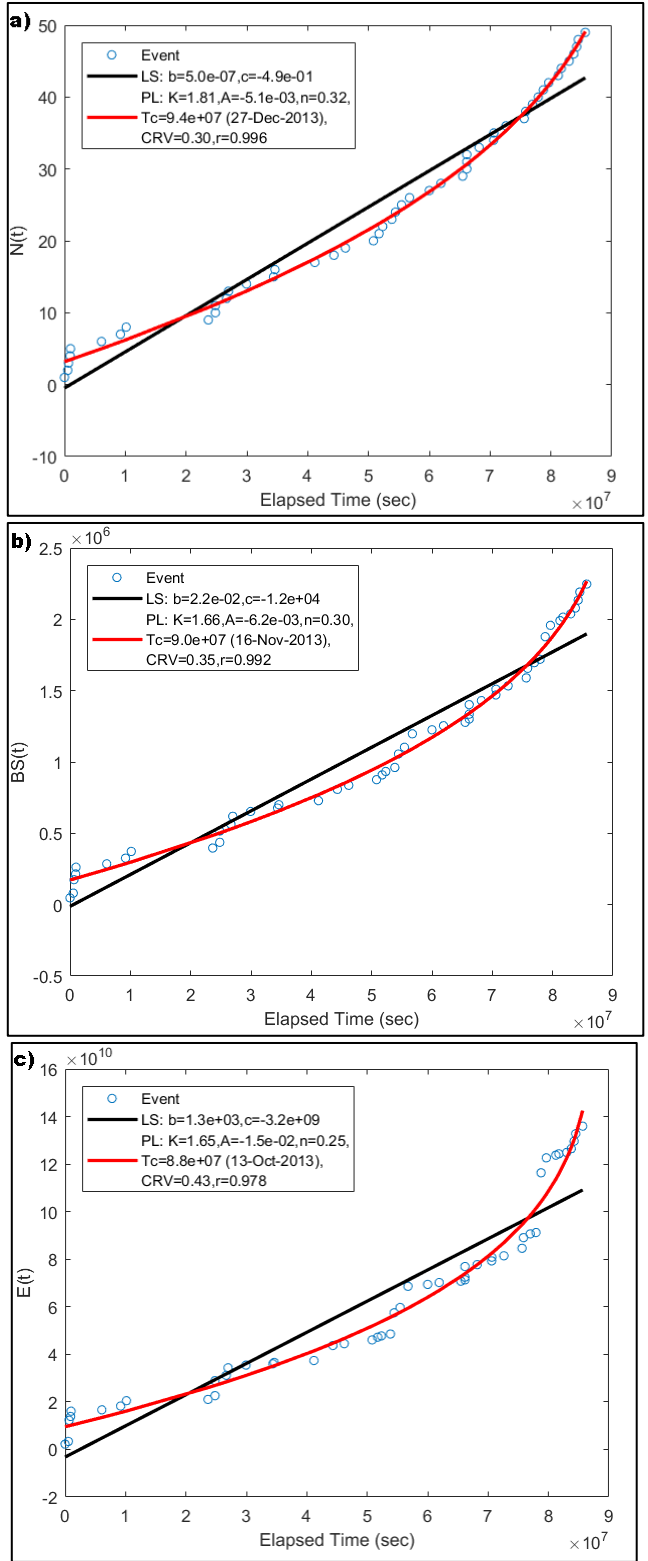 a)
50
40
30
20
10
0
-10
N(t)
Event
LS: b=5.0e-07,c=-4.9e-01
PL: K=1.81,A=-5.1e-03,n=0.32,
Tc=9.4e+07 (27-Dec-2013),
CRV=0.30,r=0.996
0 1 2 3 4 5 6 7 8 9
Elapsed Time (sec)
×10^7
b)
×10^6
2.5
2
1.5
1
0.5
0
-0.5
BS(t)
Event
LS: b=2.2e-02,c=-1.2e+04
PL: K=1.66,A=-6.2e-03,n=0.30,
Tc=9.0e+07 (16-Nov-2013),
CRV=0.35,r=0.992
0 1 2 3 4 5 6 7 8 9
Elapsed Time (sec)
×10^7
c)
×10^10
16
14
12
10
8
6
4
2
0
-2
E(t)
Event
LS: b=1.3e+03,c=-3.2e+09
PL: K=1.65,A=-1.5e-02,n=0.25,
Tc=8.8e+07 (13-Oct-2013),
CRV=0.43,r=0.978
0 1 2 3 4 5 6 7 8 9
Elapsed Time (sec)
×10^7